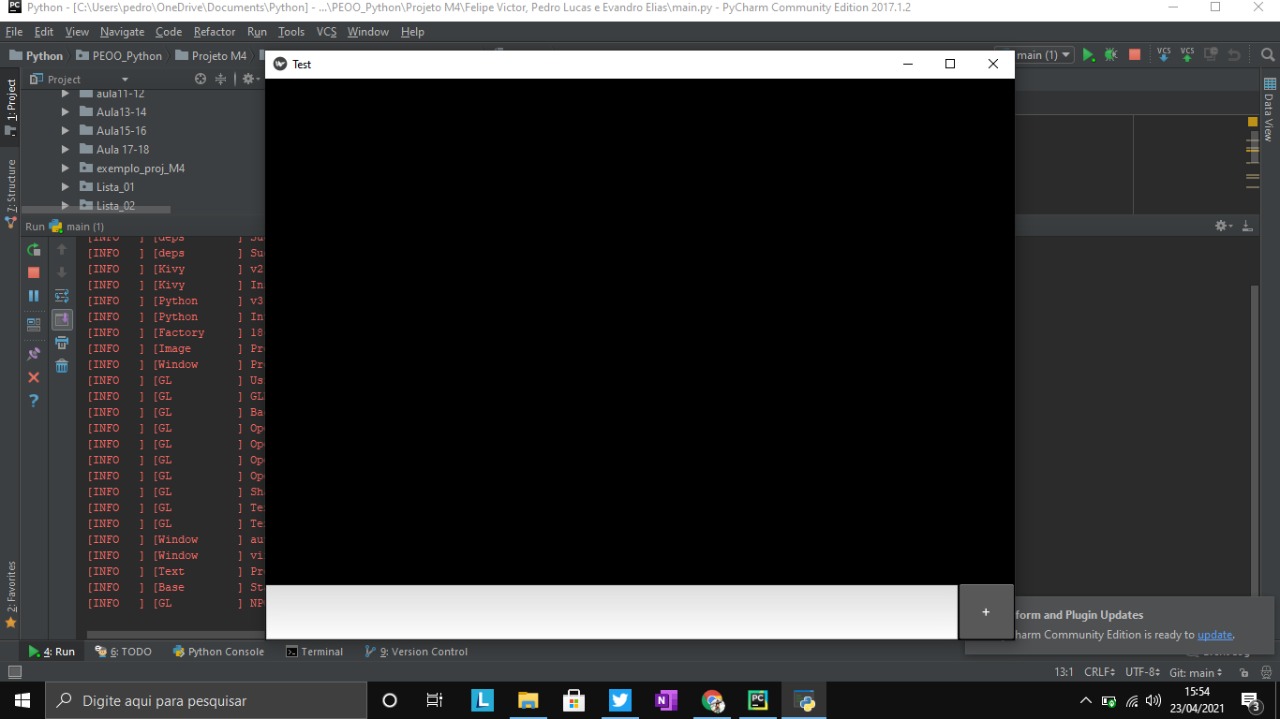 Python - [C:\Users\pedro\OneDrive\Documents\Python] - ...\PEOO_Python\Projeto M4\Felipe Victor, Pedro Lucas e Evandro Elias\main.py - PyCharm Community Edition 2017.1.2
File Edit View Navigate Code Refactor Run Tools VCS Window Help
Python PEOO_Python Projeto M4 main (1) VCS VCS
Test
Project
1: Project
Data View
aula11-12
Aula13-14
Aula15-16
Aula 17-18
exemplo_proj_M4
Lista_01
Lista_02
7: Structure
Run main (1)
[INFO ] [deps ] Su
[INFO ] [deps ] Su
[INFO ] [Kivy ] v2
[INFO ] [Kivy ] In
[INFO ] [Python ] v3
[INFO ] [Python ] In
[INFO ] [Factory ] 18
[INFO ] [Image ] Pr
[INFO ] [Window ] Pr
[INFO ] [GL ] Us
[INFO ] [GL ] GL
[INFO ] [GL ] Ba
[INFO ] [GL ] Op
[INFO ] [GL ] Op
[INFO ] [GL ] Op
[INFO ] [GL ] Op
[INFO ] [GL ] Sh
[INFO ] [GL ] Te
[INFO ] [GL ] Te
[INFO ] [Window ] au
[INFO ] [Window ] vi
[INFO ] [Text ] Pr
[INFO ] [Base ] St
[INFO ] [GL ] NP
2: Favorites
+
form and Plugin Updates
harm Community Edition is ready to update.
4: Run 6: TODO Python Console Terminal 9: Version Control
13:1 CRLF UTF-8 Git: main
Digite aqui para pesquisar
15:54
23/04/2021
3